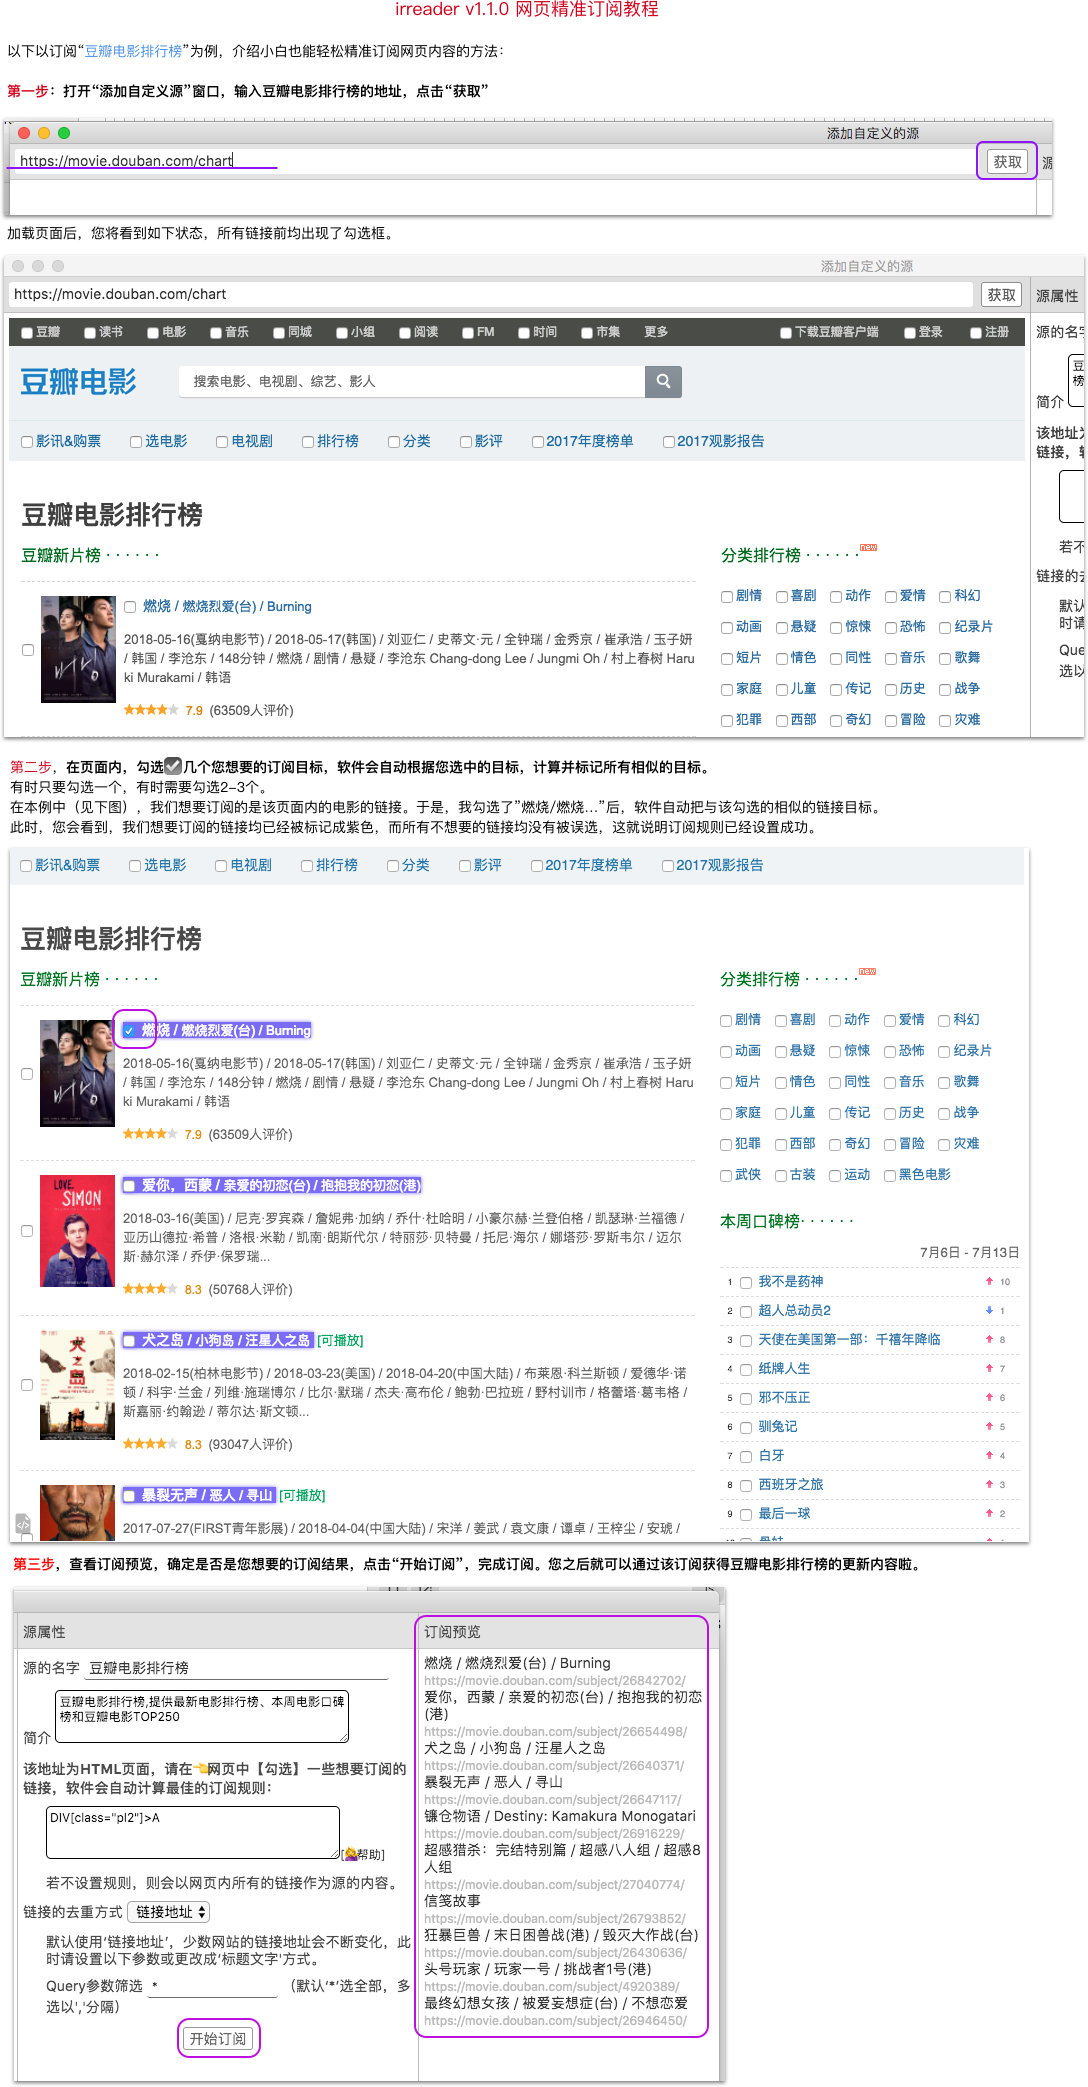 irreader v1.1.0 网页精准订阅教程
以下以订阅“豆瓣电影排行榜”为例，介绍小白也能轻松精准订阅网页内容的方法：
第一步：打开“添加自定义源”窗口，输入豆瓣电影排行榜的地址，点击“获取”
添加自定义的源
https://movie.douban.com/chart 获取 源
加载页面后，您将看到如下状态，所有链接前均出现了勾选框。
添加自定义的源
https://movie.douban.com/chart 获取 源属性
豆瓣 读书 电影 音乐 同城 小组 阅读 FM 时间 市集 更多 下载豆瓣客户端 登录 注册
源的名字
豆瓣电影 搜索电影、电视剧、综艺、影人
简介
影讯&购票 选电影 电视剧 排行榜 分类 影评 2017年度榜单 2017观影报告
该地址为
链接，
豆瓣电影排行榜
豆瓣新片榜 · · · · · · 分类排行榜 · · · · · · new
若不
链接的去
默认
时请
Que
选以
燃烧 / 燃烧烈爱(台) / Burning
2018-05-16(戛纳电影节) / 2018-05-17(韩国) / 刘亚仁 / 史蒂文·元 / 全钟瑞 / 金秀京 / 崔承浩 / 玉子妍
/ 韩国 / 李沧东 / 148分钟 / 燃烧 / 剧情 / 悬疑 / 李沧东 Chang-dong Lee / Jungmi Oh / 村上春树 Haru
ki Murakami / 韩语
7.9 (63509人评价)
剧情 喜剧 动作 爱情 科幻
动画 悬疑 惊悚 恐怖 纪录片
短片 情色 同性 音乐 歌舞
家庭 儿童 传记 历史 战争
犯罪 西部 奇幻 冒险 灾难
第二步，在页面内，勾选几个您想要的订阅目标，软件会自动根据您选中的目标，计算并标记所有相似的目标。
有时只要勾选一个，有时需要勾选2-3个。
在本例中（见下图），我们想要订阅的是该页面内的电影的链接。于是，我勾选了”燃烧/燃烧...”后，软件自动把与该勾选的相似的链接目标。
此时，您会看到，我们想要订阅的链接均已经被标记成紫色，而所有不想要的链接均没有被误选，这就说明订阅规则已经设置成功。
影讯&购票 选电影 电视剧 排行榜 分类 影评 2017年度榜单 2017观影报告
豆瓣电影排行榜
豆瓣新片榜 · · · · · · 分类排行榜 · · · · · · new
燃烧 / 燃烧烈爱(台) / Burning
2018-05-16(戛纳电影节) / 2018-05-17(韩国) / 刘亚仁 / 史蒂文·元 / 全钟瑞 / 金秀京 / 崔承浩 / 玉子妍
/ 韩国 / 李沧东 / 148分钟 / 燃烧 / 剧情 / 悬疑 / 李沧东 Chang-dong Lee / Jungmi Oh / 村上春树 Haru
ki Murakami / 韩语
7.9 (63509人评价)
LOVE, SIMON
爱你，西蒙 / 亲爱的初恋(台) / 抱抱我的初恋(港)
2018-03-16(美国) / 尼克·罗宾森 / 詹妮弗·加纳 / 乔什·杜哈明 / 小豪尔赫·兰登伯格 / 凯瑟琳·兰福德 /
亚历山德拉·希普 / 洛根·米勒 / 凯南·朗斯代尔 / 特丽莎·贝特曼 / 托尼·海尔 / 娜塔莎·罗斯韦尔 / 迈尔
斯·赫尔泽 / 乔伊·保罗瑞...
8.3 (50768人评价)
犬之岛 / 小狗岛 / 汪星人之岛 [可播放]
2018-02-15(柏林电影节) / 2018-03-23(美国) / 2018-04-20(中国大陆) / 布莱恩·科兰斯顿 / 爱德华·诺
顿 / 科宇·兰金 / 列维·施瑞博尔 / 比尔·默瑞 / 杰夫·高布伦 / 鲍勃·巴拉班 / 野村训市 / 格蕾塔·葛韦格 /
斯嘉丽·约翰逊 / 蒂尔达·斯文顿...
8.3 (93047人评价)
暴裂无声 / 恶人 / 寻山 [可播放]
2017-07-27(FIRST青年影展) / 2018-04-04(中国大陆) / 宋洋 / 姜武 / 袁文康 / 谭卓 / 王梓尘 / 安琥 /
剧情 喜剧 动作 爱情 科幻
动画 悬疑 惊悚 恐怖 纪录片
短片 情色 同性 音乐 歌舞
家庭 儿童 传记 历史 战争
犯罪 西部 奇幻 冒险 灾难
武侠 古装 运动 黑色电影
本周口碑榜· · · · · ·
7月6日 - 7月13日
1 我不是药神 10
2 超人总动员2 1
3 天使在美国第一部：千禧年降临 8
4 纸牌人生 7
5 邪不压正 6
6 驯兔记 5
7 白牙 4
8 西班牙之旅 3
9 最后一球 2
第三步，查看订阅预览，确定是否是您想要的订阅结果，点击“开始订阅”，完成订阅。您之后就可以通过该订阅获得豆瓣电影排行榜的更新内容啦。
源属性
源的名字 豆瓣电影排行榜
简介 豆瓣电影排行榜,提供最新电影排行榜、本周电影口碑
榜和豆瓣电影TOP250
该地址为HTML页面，请在👈网页中【勾选】一些想要订阅的
链接，软件会自动计算最佳的订阅规则：
DIV[class="pl2"]>A
[帮助]
若不设置规则，则会以网页内所有的链接作为源的内容。
链接的去重方式 链接地址
默认使用‘链接地址’，少数网站的链接地址会不断变化，此
时请设置以下参数或更改成‘标题文字’方式。
Query参数筛选 * （默认‘*’选全部，多
选以‘,’分隔）
开始订阅
订阅预览
燃烧 / 燃烧烈爱(台) / Burning
https://movie.douban.com/subject/26842702/
爱你，西蒙 / 亲爱的初恋(台) / 抱抱我的初恋
(港)
https://movie.douban.com/subject/26654498/
犬之岛 / 小狗岛 / 汪星人之岛
https://movie.douban.com/subject/26640371/
暴裂无声 / 恶人 / 寻山
https://movie.douban.com/subject/26647117/
镰仓物语 / Destiny: Kamakura Monogatari
https://movie.douban.com/subject/26916229/
超感猎杀：完结特别篇 / 超感八人组 / 超感8
人组
https://movie.douban.com/subject/27040774/
信笺故事
https://movie.douban.com/subject/26793852/
狂暴巨兽 / 末日困兽战(港) / 毁灭大作战(台)
https://movie.douban.com/subject/26430636/
头号玩家 / 玩家一号 / 挑战者1号(港)
https://movie.douban.com/subject/4920389/
最终幻想女孩 / 被爱妄想症(台) / 不想恋爱
https://movie.douban.com/subject/26946450/